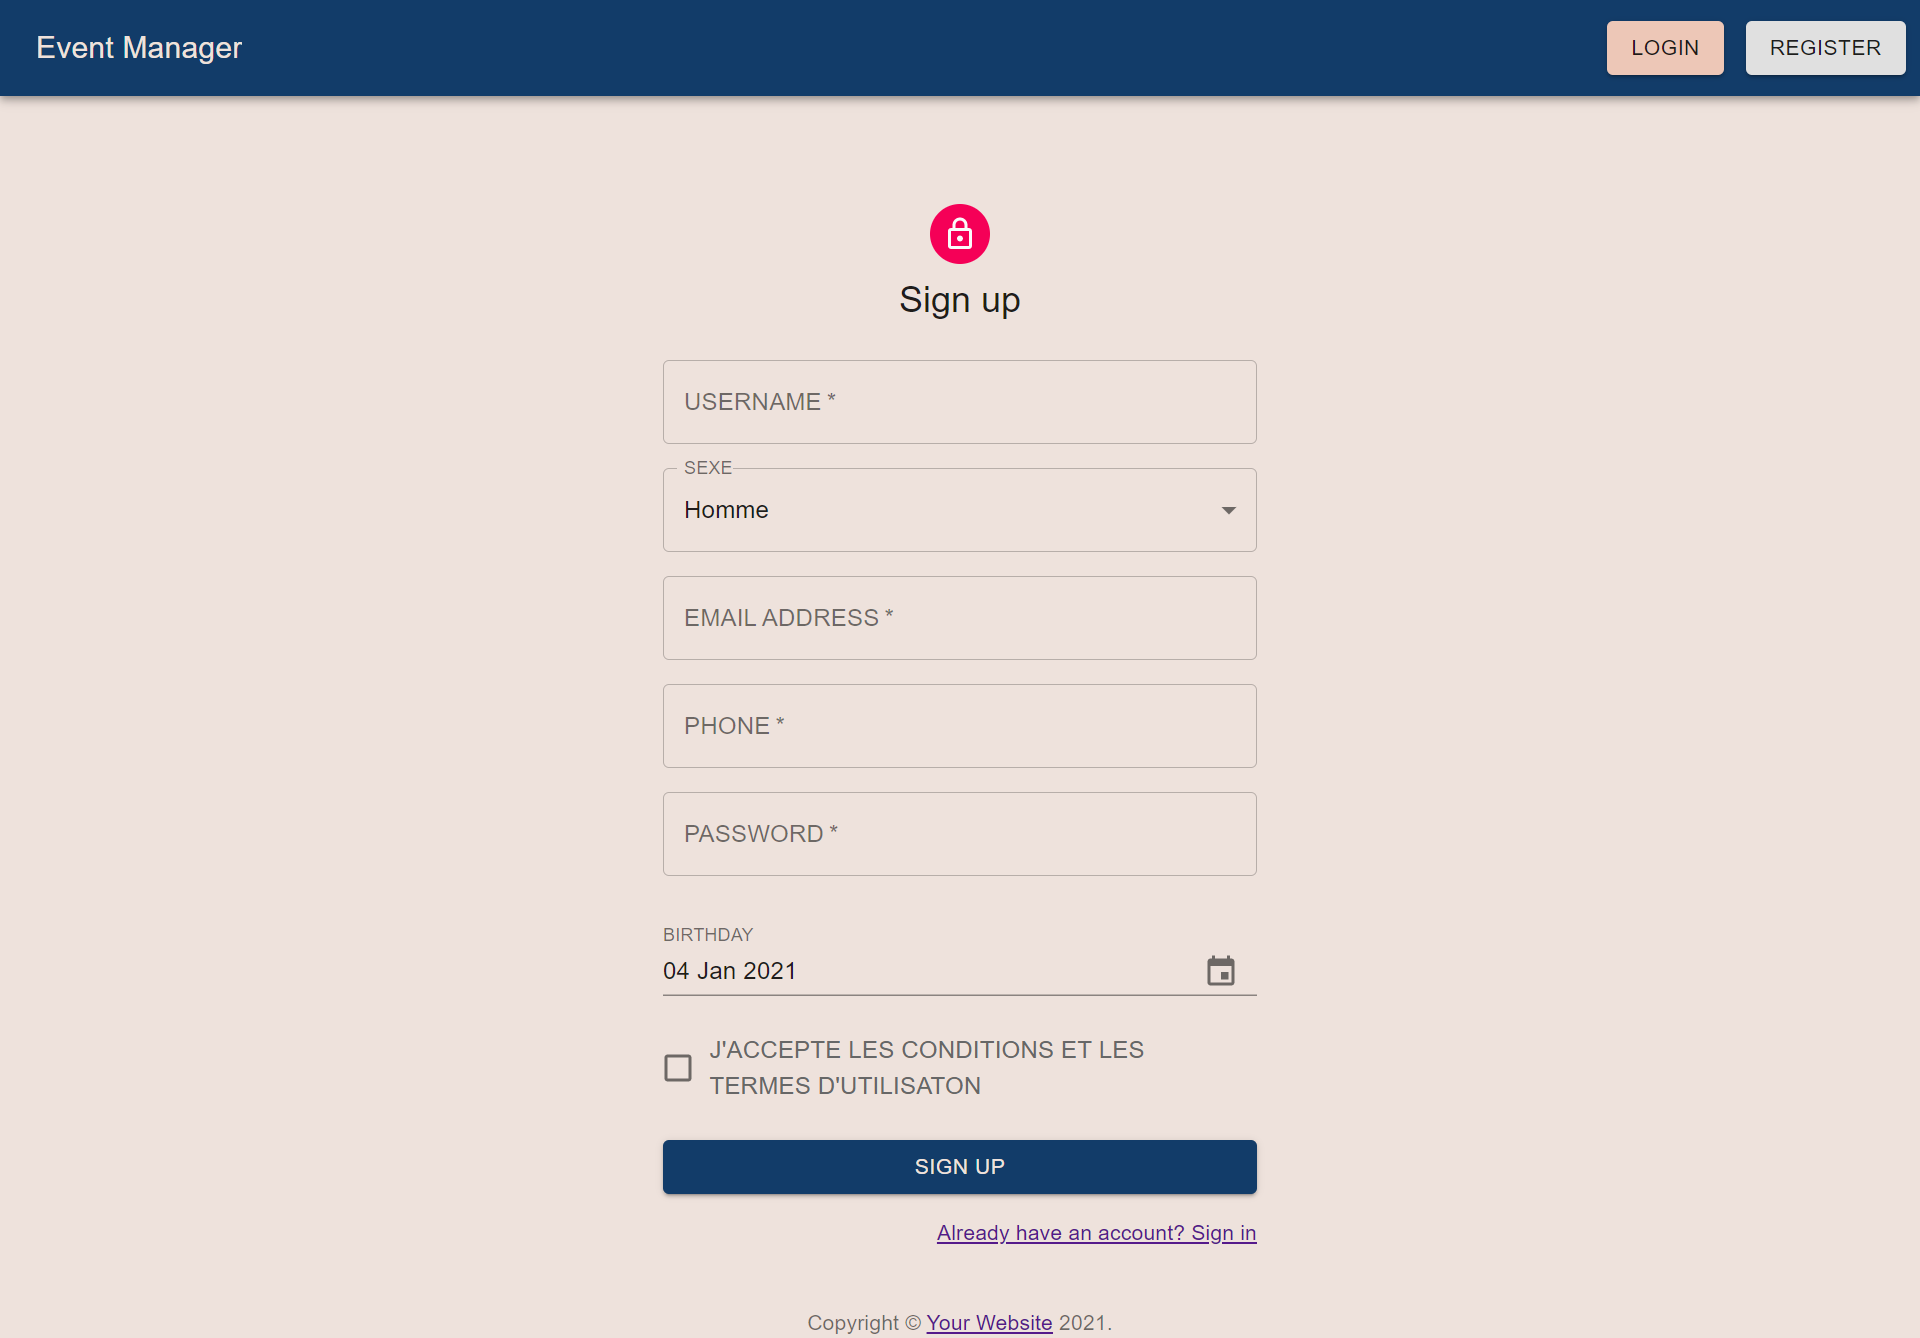 Event Manager
LOGIN
REGISTER
Sign up
USERNAME *
SEXE
Homme
EMAIL ADDRESS *
PHONE *
PASSWORD *
BIRTHDAY
04 Jan 2021
J'ACCEPTE LES CONDITIONS ET LES
TERMES D'UTILISATON
SIGN UP
Already have an account? Sign in
Copyright © Your Website 2021.